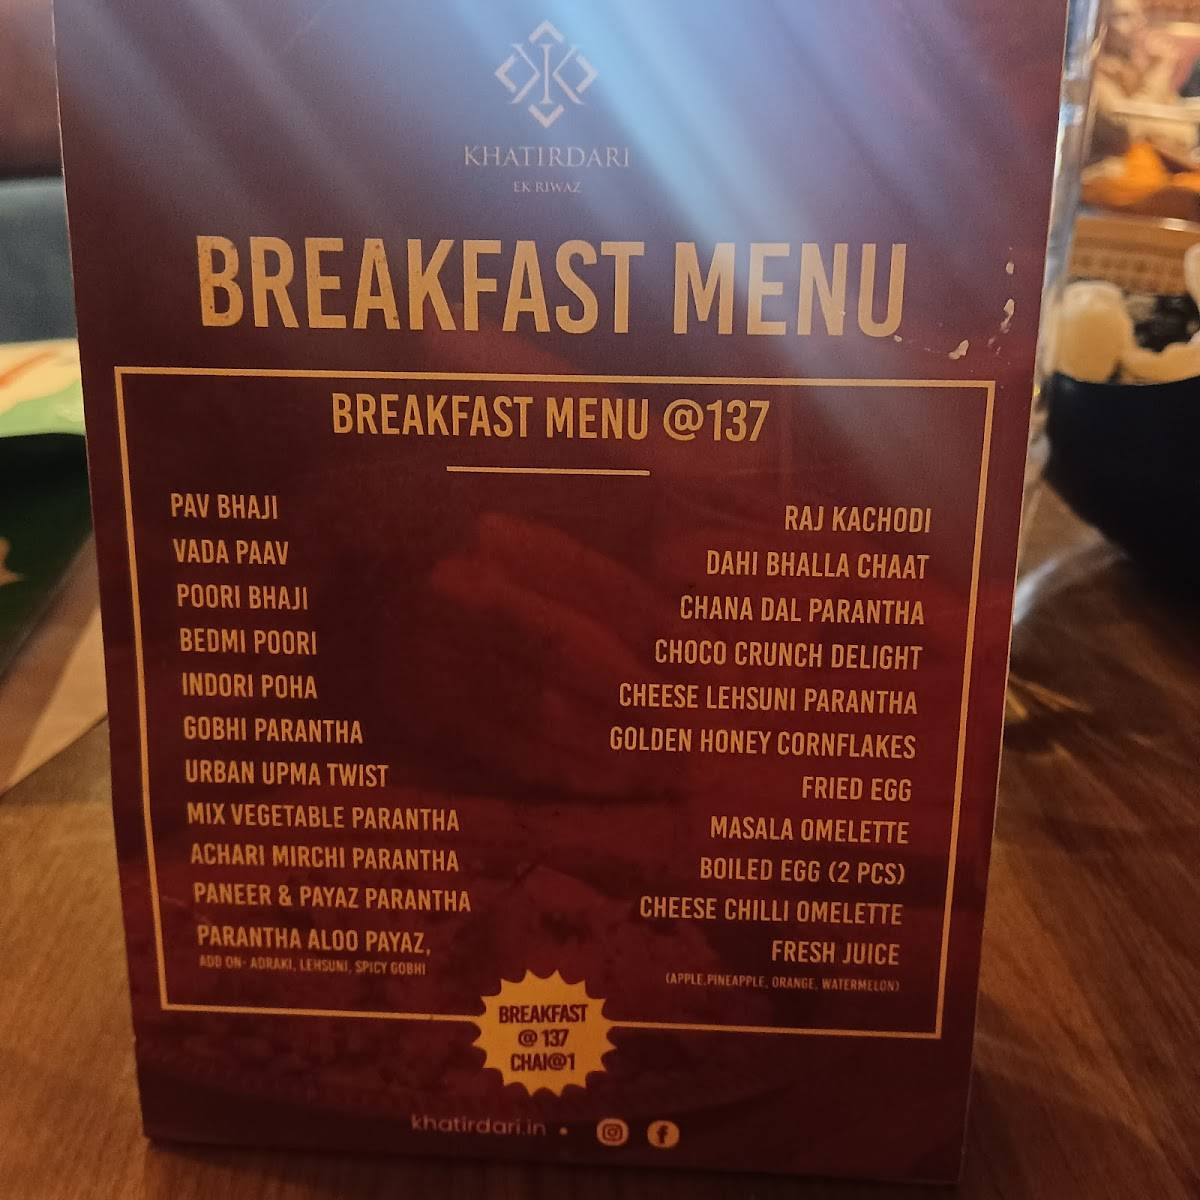 KHATIRDARI
EK RIWAZ
BREAKFAST MENU
BREAKFAST MENU @137
PAV BHAJI
VADA PAAV
POORI BHAJI
BEDMI POORI
INDORI POHA
GOBHI PARANTHA
URBAN UPMA TWIST
MIX VEGETABLE PARANTHA
ACHARI MIRCHI PARANTHA
PANEER & PAYAZ PARANTHA
PARANTHA ALOO PAYAZ,
ADD ON- ADRAKI, LEHSUNI, SPICY GOBHI
RAJ KACHODI
DAHI BHALLA CHAAT
CHANA DAL PARANTHA
CHOCO CRUNCH DELIGHT
CHEESE LEHSUNI PARANTHA
GOLDEN HONEY CORNFLAKES
FRIED EGG
MASALA OMELETTE
BOILED EGG (2 PCS)
CHEESE CHILLI OMELETTE
FRESH JUICE
(APPLE,PINEAPPLE, ORANGE, WATERMELON)
BREAKFAST
@ 137
CHAI@1
khatirdari.in •